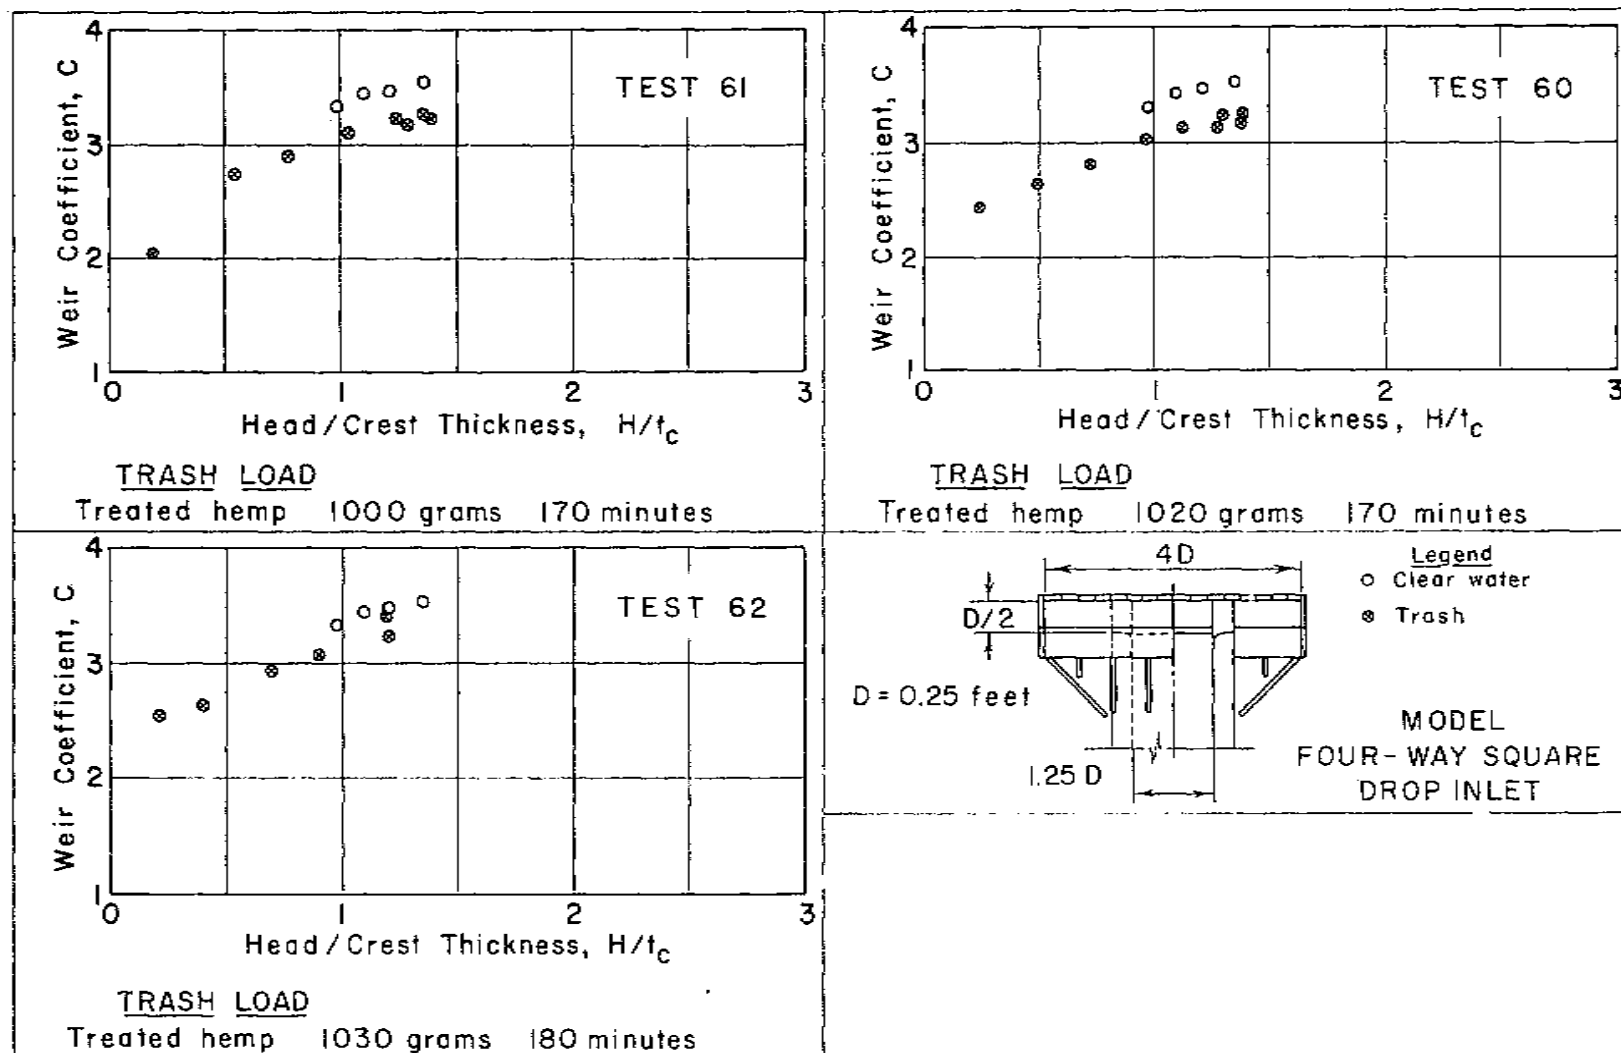 4
3
2
1
Weir Coefficient, C
TEST 61
0
1
2
3
Head/Crest Thickness, H/tc
TRASH LOAD
Treated hemp 1000 grams 170 minutes
4
3
2
1
Weir Coefficient, C
TEST 60
0
1
2
3
Head/Crest Thickness, H/tc
TRASH LOAD
Treated hemp 1020 grams 170 minutes
4
3
2
1
Weir Coefficient, C
TEST 62
0
1
2
3
Head/Crest Thickness, H/tc
TRASH LOAD
Treated hemp 1030 grams 180 minutes
4D
D/2
D = 0.25 feet
1.25 D
Legend
Clear water
Trash
MODEL
FOUR-WAY SQUARE
DROP INLET